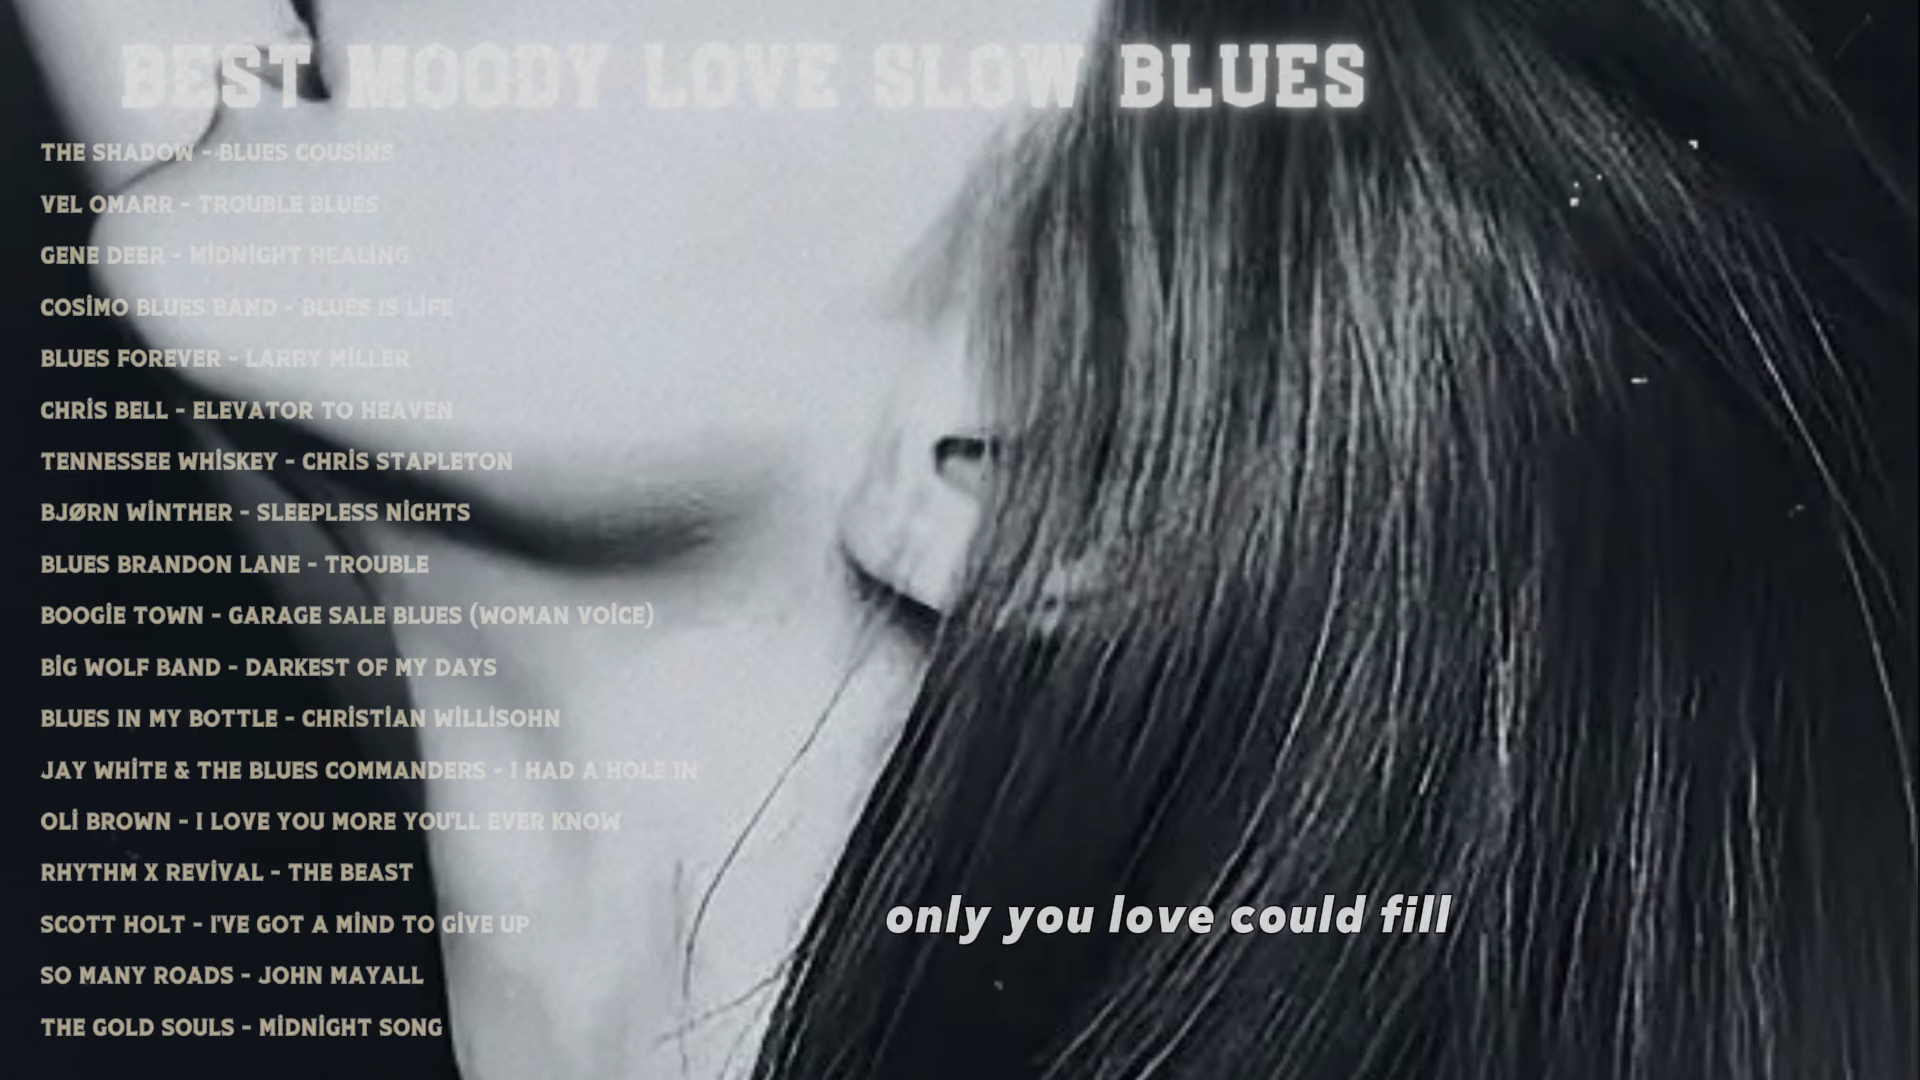 BEST MOODY LOVE SLOW BLUES
THE SHADOW - BLUES COUSINS
VEL OMARR - TROUBLE BLUES
GENE DEER - MIDNIGHT HEALING
COSIMO BLUES BAND - BLUES IS LIFE
BLUES FOREVER - LARRY MILLER
CHRIS BELL - ELEVATOR TO HEAVEN
TENNESSEE WHISKEY - CHRIS STAPLETON
BJØRN WINTHER - SLEEPLESS NIGHTS
BLUES BRANDON LANE - TROUBLE
BOOGIE TOWN - GARAGE SALE BLUES (WOMAN VOICE)
BIG WOLF BAND - DARKEST OF MY DAYS
BLUES IN MY BOTTLE - CHRISTIAN WILLISOHN
JAY WHITE & THE BLUES COMMANDERS - I HAD A HOLE IN
OLI BROWN - I LOVE YOU MORE YOU'LL EVER KNOW
RHYTHM X REVIVAL - THE BEAST
SCOTT HOLT - I'VE GOT A MIND TO GIVE UP
only you love could fill
SO MANY ROADS - JOHN MAYALL
THE GOLD SOULS - MIDNIGHT SONG